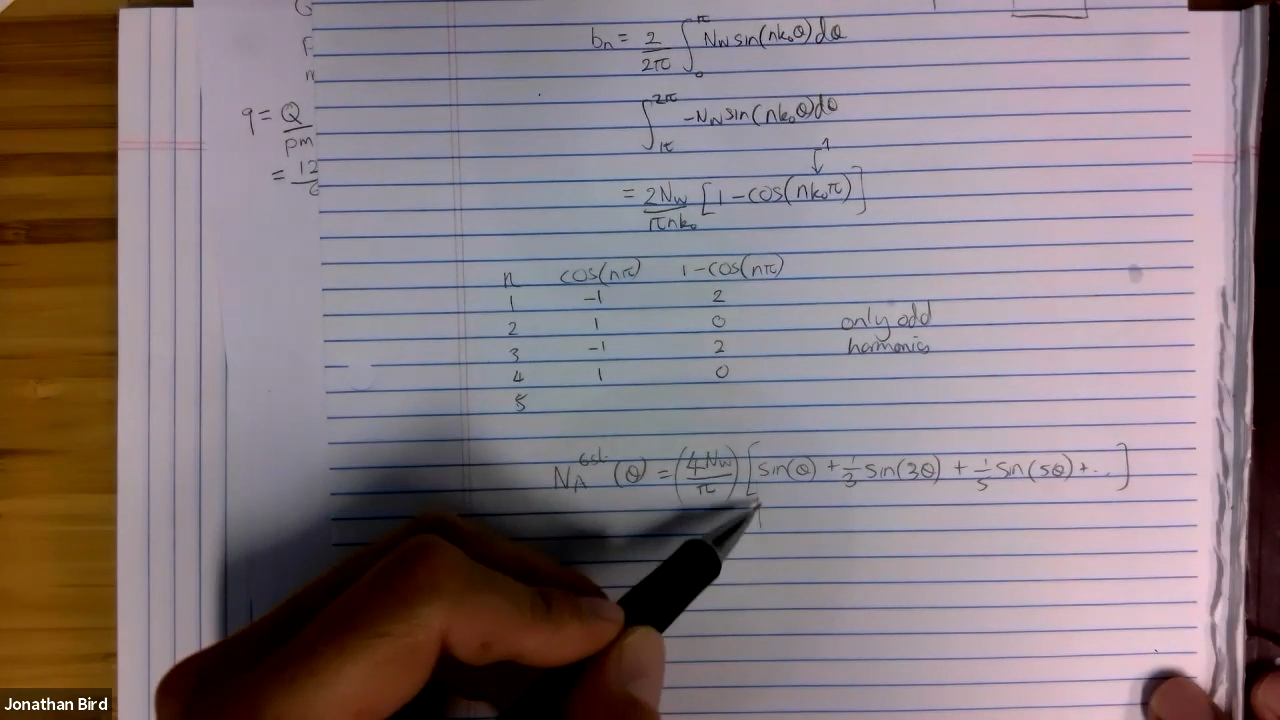 q = Q/pm
= 12
bn = 2/2π ∫₀^π Nw sin(nk₀θ)dθ
∫_π^2π -Nw sin(nk₀θ)dθ
1
= 2Nw/πnk₀ [1-cos(nk₀π)]
n cos(nπ) 1-cos(nπ)
1 -1 2
2 1 0 only odd
3 -1 2 harmonics
4 1 0
5
N_A (θ) = (4Nw/π) [sin(θ) + 1/3 sin(3θ) + 1/5 sin(5θ) + ..]
Jonathan Bird